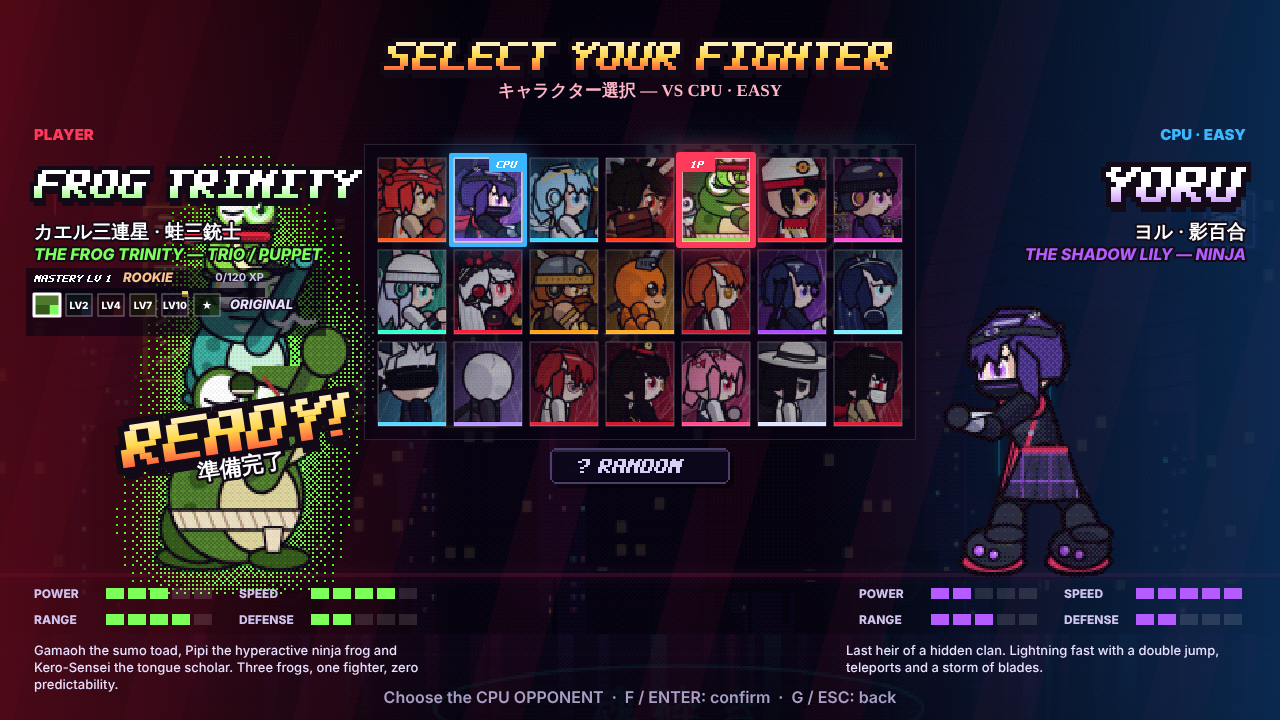 SELECT YOUR FIGHTER
キャラクター選択 — VS CPU · EASY
PLAYER
FROG TRINITY
カエル三連星 · 蛙三銃士
THE FROG TRINITY — TRIO / PUPPET
MASTERY LV 1 ROOKIE 0/120 XP
LV2 LV4 LV7 LV10 ★ ORIGINAL
READY!
準備完了
CPU
1P
? RANDOM
CPU · EASY
YORU
ヨル · 影百合
THE SHADOW LILY — NINJA
POWER SPEED
RANGE DEFENSE
Gamaoh the sumo toad, Pipi the hyperactive ninja frog and
Kero-Sensei the tongue scholar. Three frogs, one fighter, zero
predictability.
POWER SPEED
RANGE DEFENSE
Last heir of a hidden clan. Lightning fast with a double jump,
teleports and a storm of blades.
Choose the CPU OPPONENT · F / ENTER: confirm · G / ESC: back